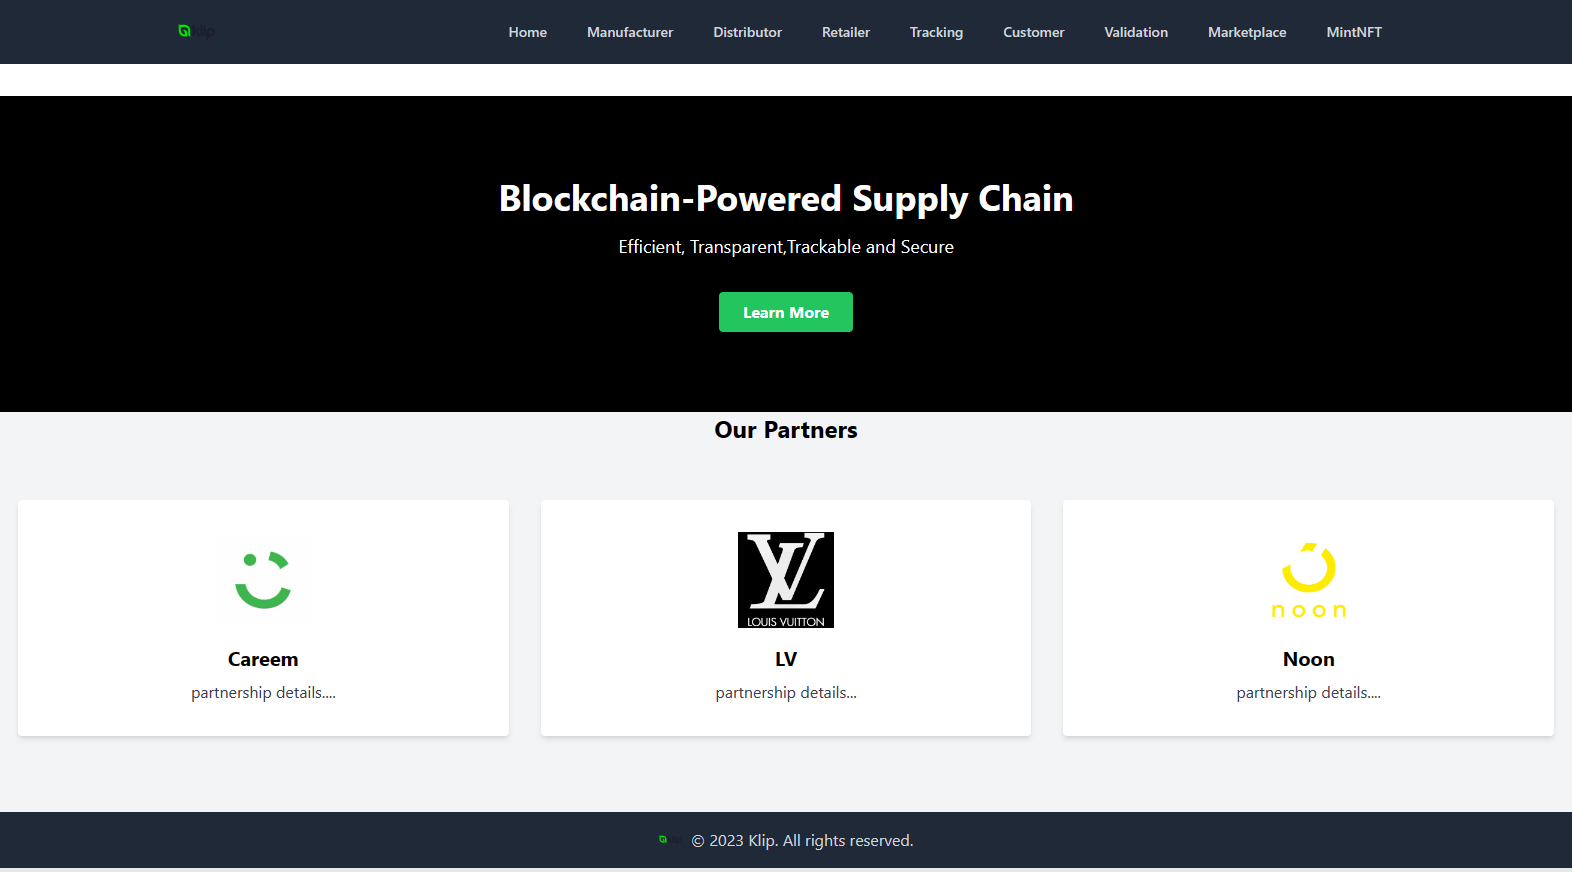 Klip Home Manufacturer Distributor Retailer Tracking Customer Validation Marketplace MintNFT
Blockchain-Powered Supply Chain
Efficient, Transparent,Trackable and Secure
Learn More
Our Partners
LOUIS VUITTON
noon
Careem
LV
Noon
partnership details....
partnership details...
partnership details....
© 2023 Klip. All rights reserved.